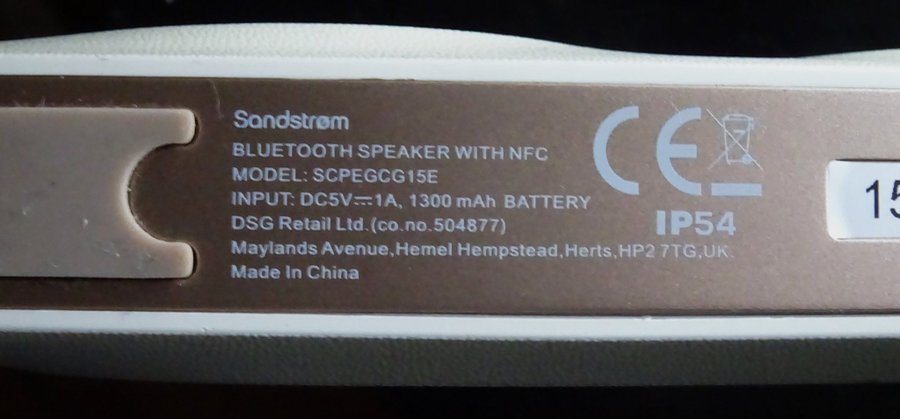 Sandstrøm
BLUETOOTH SPEAKER WITH NFC
MODEL: SCPEGCG15E
INPUT: DC5V⎓1A, 1300 mAh BATTERY
DSG Retail Ltd. (co.no.504877)
Maylands Avenue,Hemel Hempstead,Herts,HP2 7TG,UK.
Made In China
CE
IP54
15